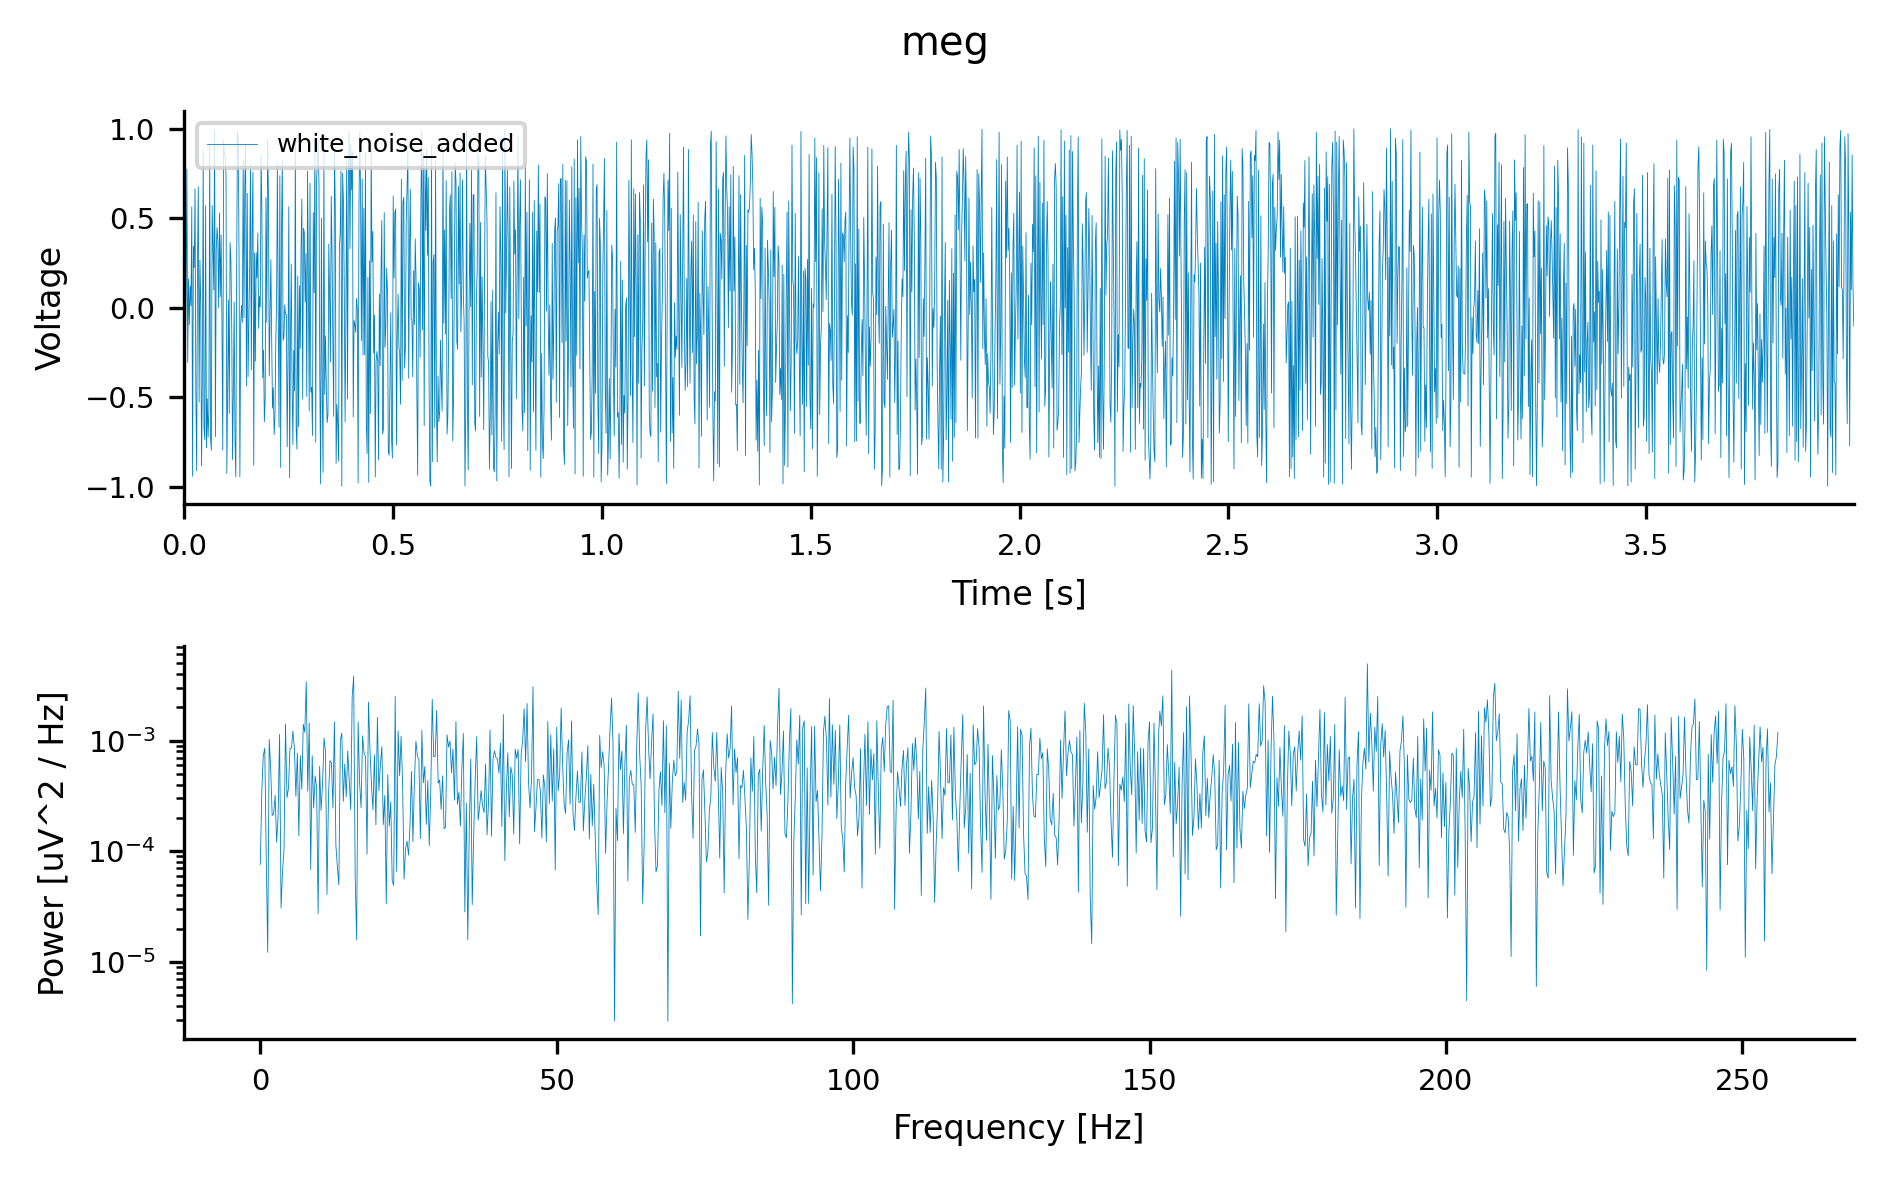 meg
white_noise_added
1.0
0.5
0.0
−0.5
−1.0
Voltage
0.0 0.5 1.0 1.5 2.0 2.5 3.0 3.5
Time [s]
10⁻³
10⁻⁴
10⁻⁵
Power [uV^2 / Hz]
0 50 100 150 200 250
Frequency [Hz]